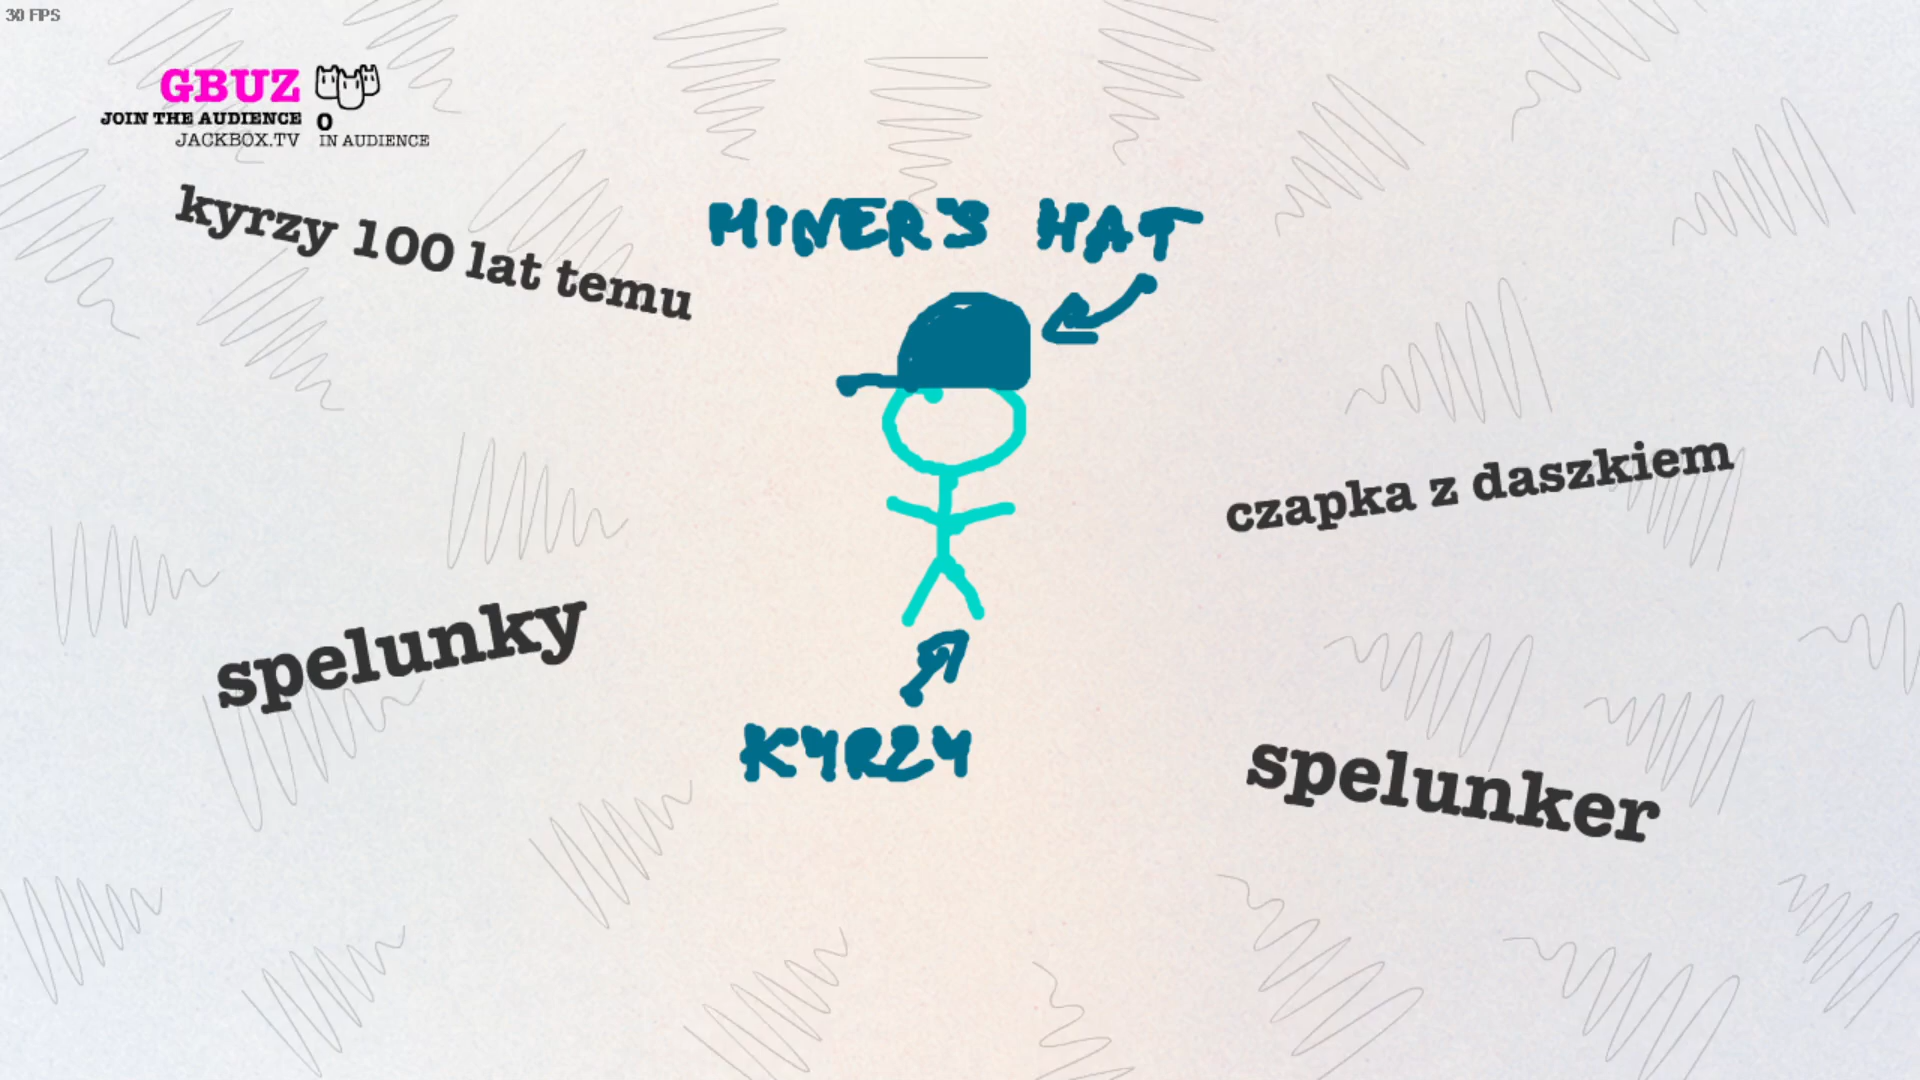 30 FPS
GBUZ
JOIN THE AUDIENCE
JACKBOX.TV
0
IN AUDIENCE
kyrzy 100 lat temu
MINER'S HAT
czapka z daszkiem
spelunky
KYRZY
spelunker